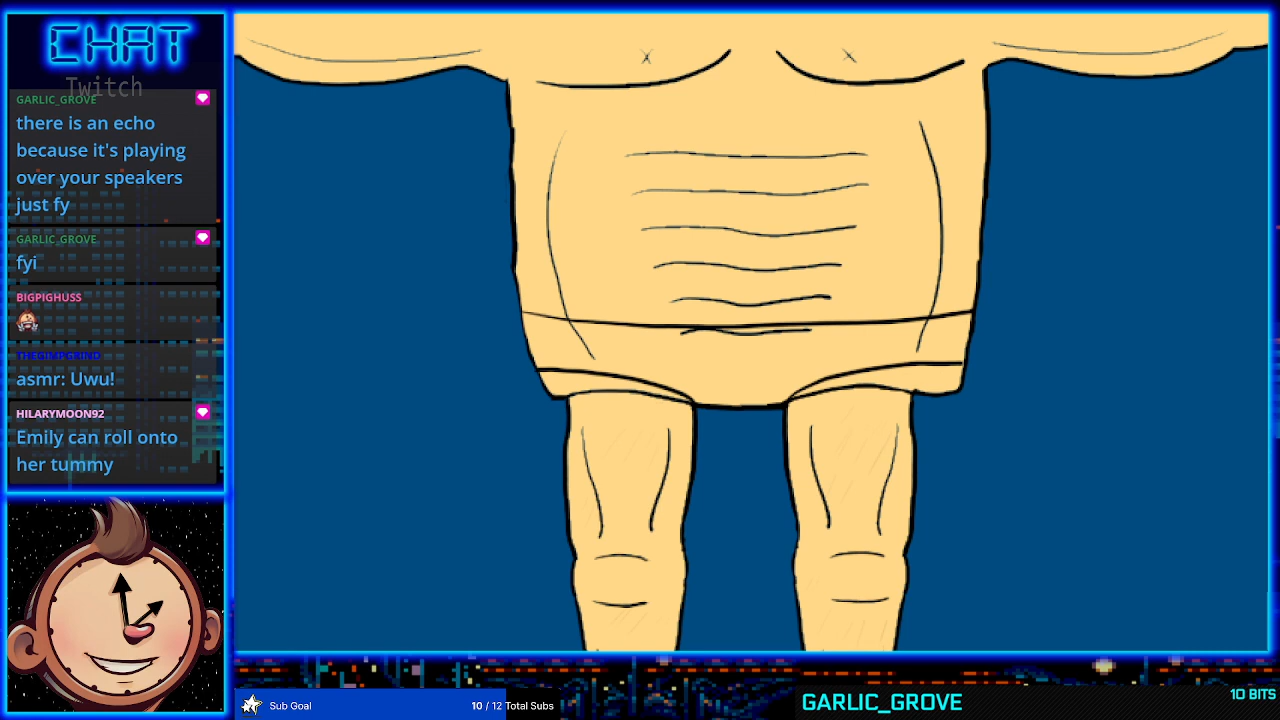 CHAT
Twitch
GARLIC_GROVE
there is an echo
because it's playing
over your speakers
just fy
GARLIC_GROVE
fyi
BIGPIGHUSS
THEGIMPGRIND
asmr: Uwu!
HILARYMOON92
Emily can roll onto
her tummy
Sub Goal
10 / 12 Total Subs
GARLIC_GROVE
10 BITS